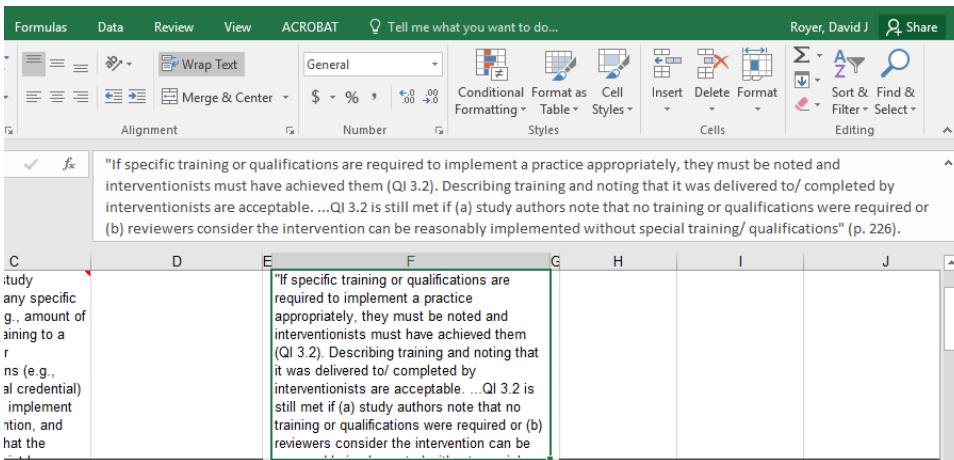 Formulas Data Review View ACROBAT Tell me what you want to do... Royer, David J Share
Wrap Text General
Merge & Center $ % , .00 .0 Conditional Formatting Format as Table Cell Styles Insert Delete Format Sort & Filter Find & Select
Alignment Number Styles Cells Editing
fx
"If specific training or qualifications are required to implement a practice appropriately, they must be noted and
interventionists must have achieved them (QI 3.2). Describing training and noting that it was delivered to/ completed by
interventionists are acceptable. ...QI 3.2 is still met if (a) study authors note that no training or qualifications were required or
(b) reviewers consider the intervention can be reasonably implemented without special training/ qualifications" (p. 226).
C D E F G H I J
study
any specific
g., amount of
aining to a
r
ns (e.g.,
al credential)
implement
ntion, and
hat the
"If specific training or qualifications are
required to implement a practice
appropriately, they must be noted and
interventionists must have achieved them
(QI 3.2). Describing training and noting that
it was delivered to/ completed by
interventionists are acceptable. ...QI 3.2 is
still met if (a) study authors note that no
training or qualifications were required or (b)
reviewers consider the intervention can be